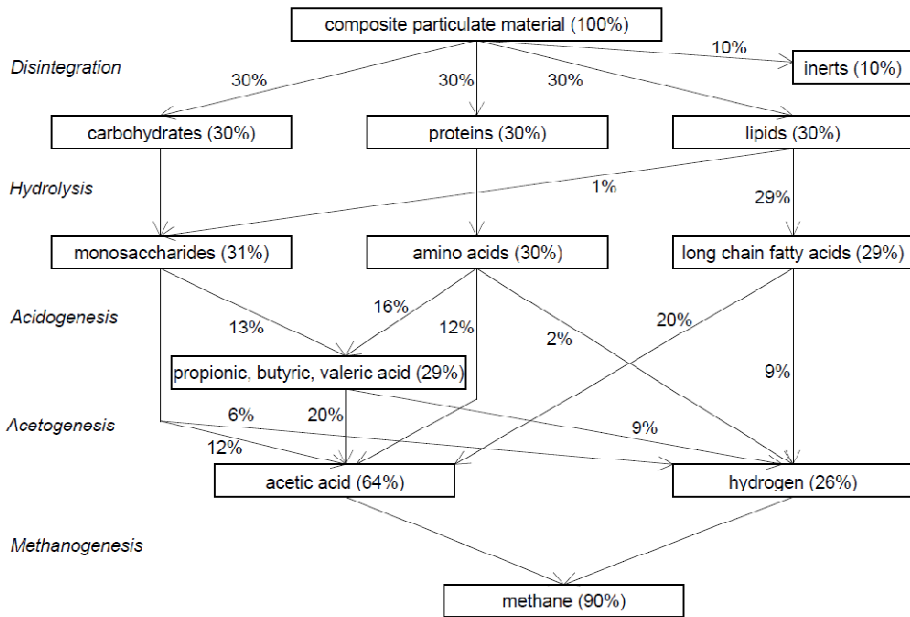 composite particulate material (100%)
Disintegration
10%
inerts (10%)
30%
30%
30%
carbohydrates (30%)
proteins (30%)
lipids (30%)
Hydrolysis
1%
29%
monosaccharides (31%)
amino acids (30%)
long chain fatty acids (29%)
Acidogenesis
13%
16%
12%
2%
20%
9%
propionic, butyric, valeric acid (29%)
Acetogenesis
6%
20%
9%
12%
acetic acid (64%)
hydrogen (26%)
Methanogenesis
methane (90%)